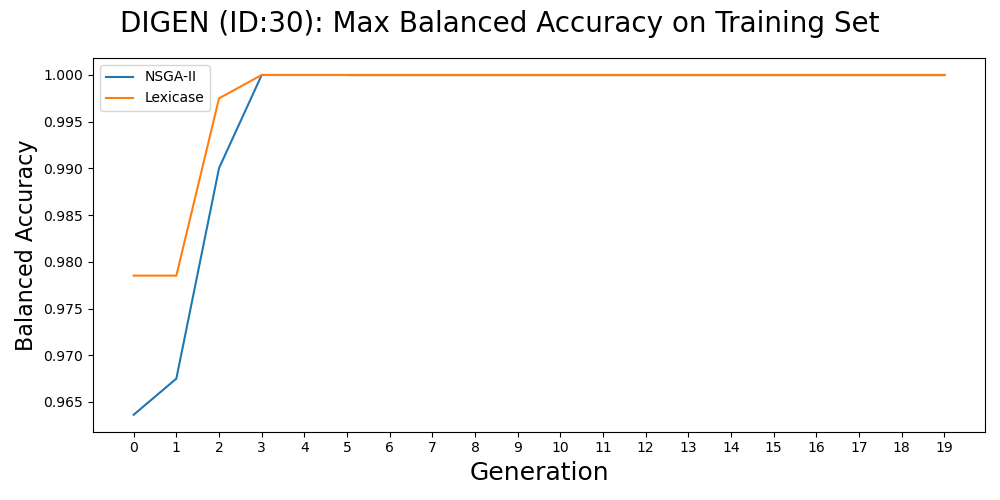 DIGEN (ID:30): Max Balanced Accuracy on Training Set
NSGA-II
Lexicase
Balanced Accuracy
1.000
0.995
0.990
0.985
0.980
0.975
0.970
0.965
0 1 2 3 4 5 6 7 8 9 10 11 12 13 14 15 16 17 18 19
Generation